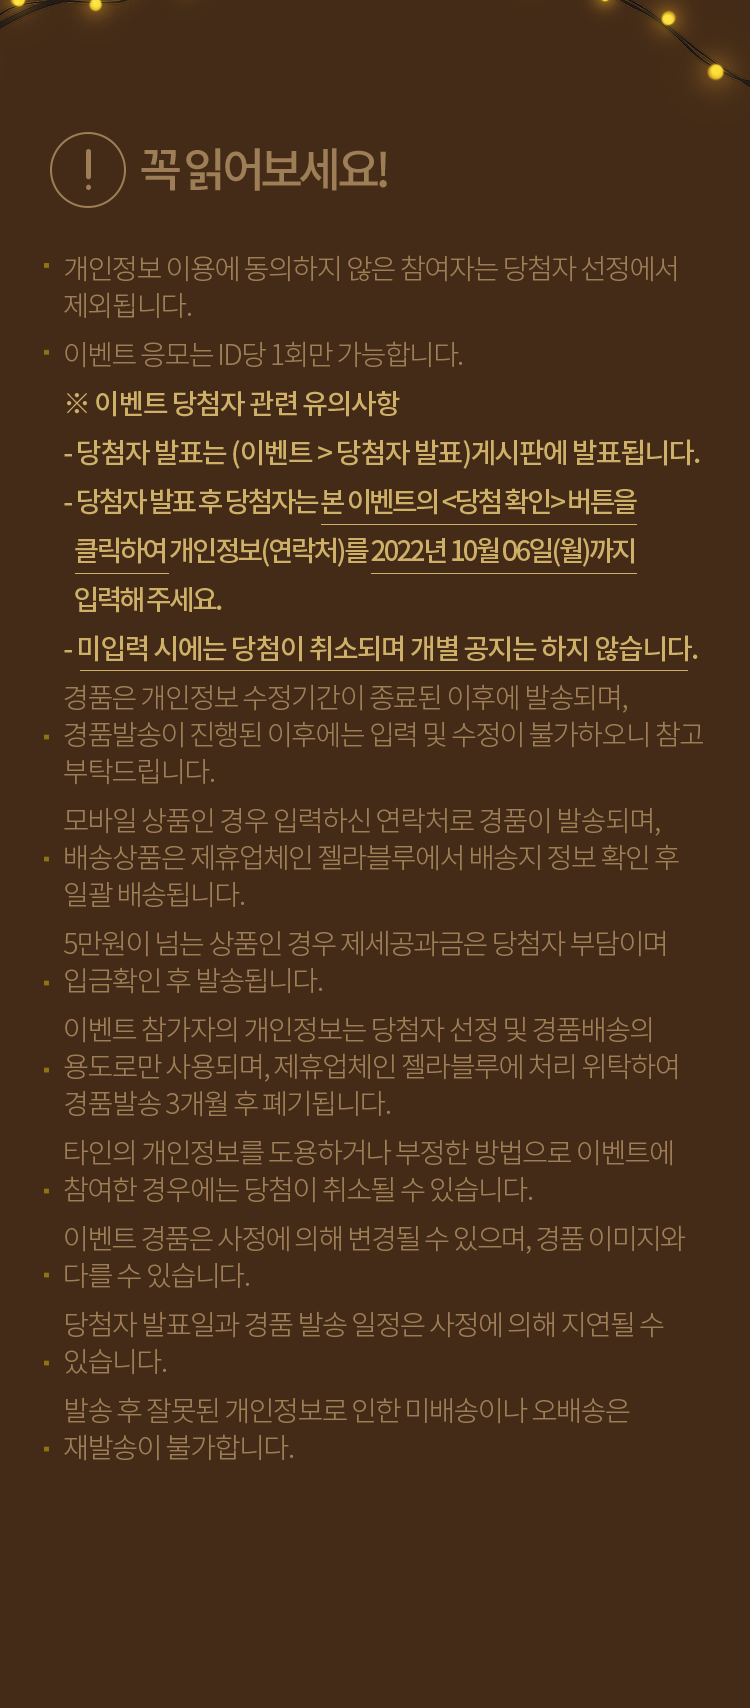 꼭 읽어보세요!
개인정보 이용에 동의하지 않은 참여자는 당첨자 선정에서
제외됩니다.
이벤트 응모는 ID당 1회만 가능합니다.
※ 이벤트 당첨자 관련 유의사항
- 당첨자 발표는 (이벤트 > 당첨자 발표)게시판에 발표됩니다.
- 당첨자 발표 후 당첨자는 본 이벤트의 <당첨 확인> 버튼을
클릭하여 개인정보(연락처)를 2022년 10월 06일(월)까지
입력해 주세요.
- 미입력 시에는 당첨이 취소되며 개별 공지는 하지 않습니다.
경품은 개인정보 수정기간이 종료된 이후에 발송되며,
경품발송이 진행된 이후에는 입력 및 수정이 불가하오니 참고
부탁드립니다.
모바일 상품인 경우 입력하신 연락처로 경품이 발송되며,
배송상품은 제휴업체인 젤라블루에서 배송지 정보 확인 후
일괄 배송됩니다.
5만원이 넘는 상품인 경우 제세공과금은 당첨자 부담이며
입금확인 후 발송됩니다.
이벤트 참가자의 개인정보는 당첨자 선정 및 경품배송의
용도로만 사용되며, 제휴업체인 젤라블루에 처리 위탁하여
경품발송 3개월 후 폐기됩니다.
타인의 개인정보를 도용하거나 부정한 방법으로 이벤트에
참여한 경우에는 당첨이 취소될 수 있습니다.
이벤트 경품은 사정에 의해 변경될 수 있으며, 경품 이미지와
다를 수 있습니다.
당첨자 발표일과 경품 발송 일정은 사정에 의해 지연될 수
있습니다.
발송 후 잘못된 개인정보로 인한 미배송이나 오배송은
재발송이 불가합니다.